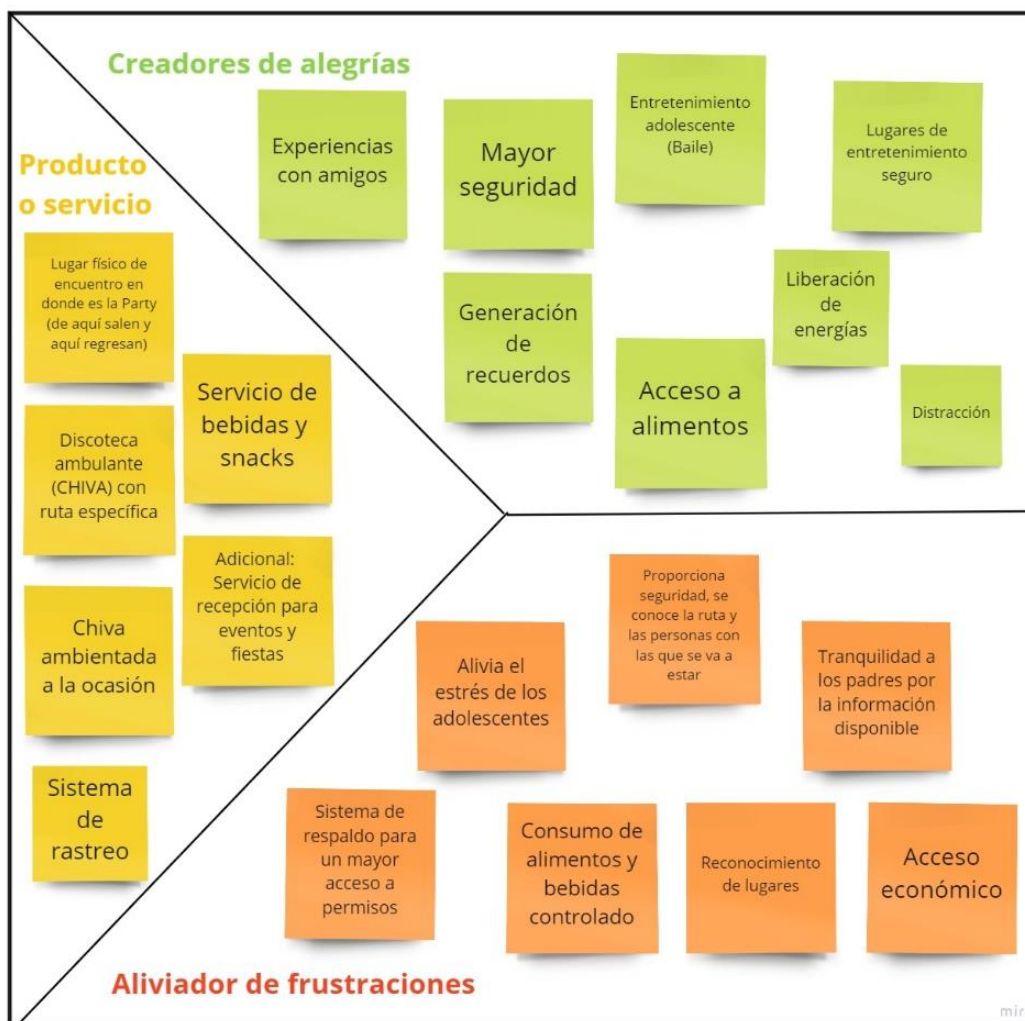 Creadores de alegrías
Experiencias
con amigos
Mayor
seguridad
Entretenimiento
adolescente
(Baile)
Lugares de
entretenimiento
seguro
Generación
de
recuerdos
Acceso a
alimentos
Liberación
de
energías
Distracción
Producto
o servicio
Lugar físico de
encuentro en
donde es la Party
(de aquí salen y
aquí regresan)
Servicio de
bebidas y
snacks
Discoteca
ambulante
(CHIVA) con
ruta específica
Adicional:
Servicio de
recepción para
eventos y
fiestas
Chiva
ambientada
a la ocasión
Sistema
de
rastreo
Alivia el
estrés de los
adolescentes
Proporciona
seguridad, se
conoce la ruta y
las personas con
las que se va a
estar
Tranquilidad a
los padres por
la información
disponible
Sistema de
respaldo para
un mayor
acceso a
permisos
Consumo de
alimentos y
bebidas
controlado
Reconocimiento
de lugares
Acceso
económico
Aliviador de frustraciones